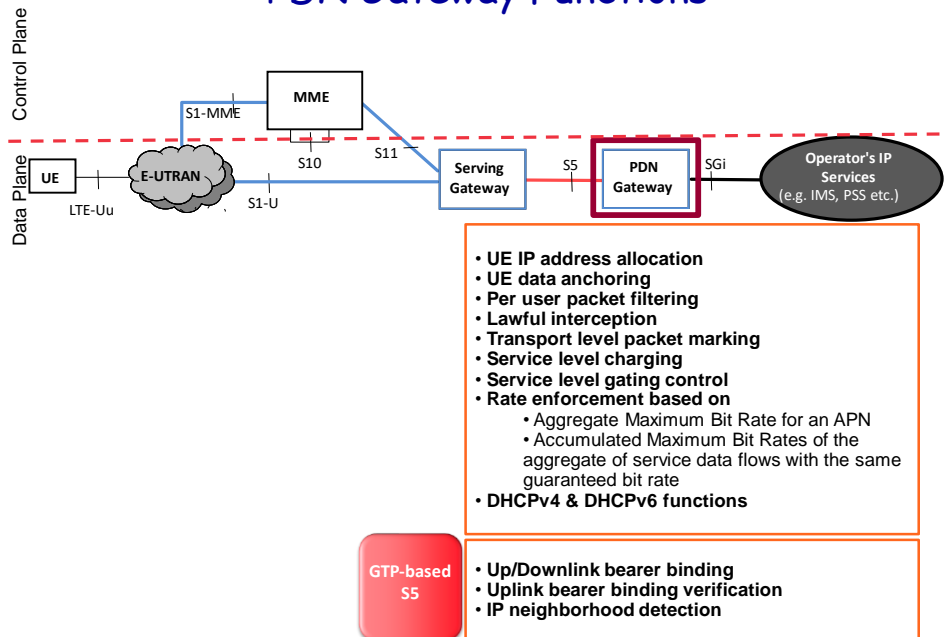 PDN Gateway Functions
Control Plane
MME
S1-MME
S10
S11
Data Plane
UE
LTE-Uu
E-UTRAN
S1-U
Serving
Gateway
S5
PDN
Gateway
SGi
Operator's IP
Services
(e.g. IMS, PSS etc.)
• UE IP address allocation
• UE data anchoring
• Per user packet filtering
• Lawful interception
• Transport level packet marking
• Service level charging
• Service level gating control
• Rate enforcement based on
• Aggregate Maximum Bit Rate for an APN
• Accumulated Maximum Bit Rates of the
aggregate of service data flows with the same
guaranteed bit rate
• DHCPv4 & DHCPv6 functions
GTP-based
S5
• Up/Downlink bearer binding
• Uplink bearer binding verification
• IP neighborhood detection